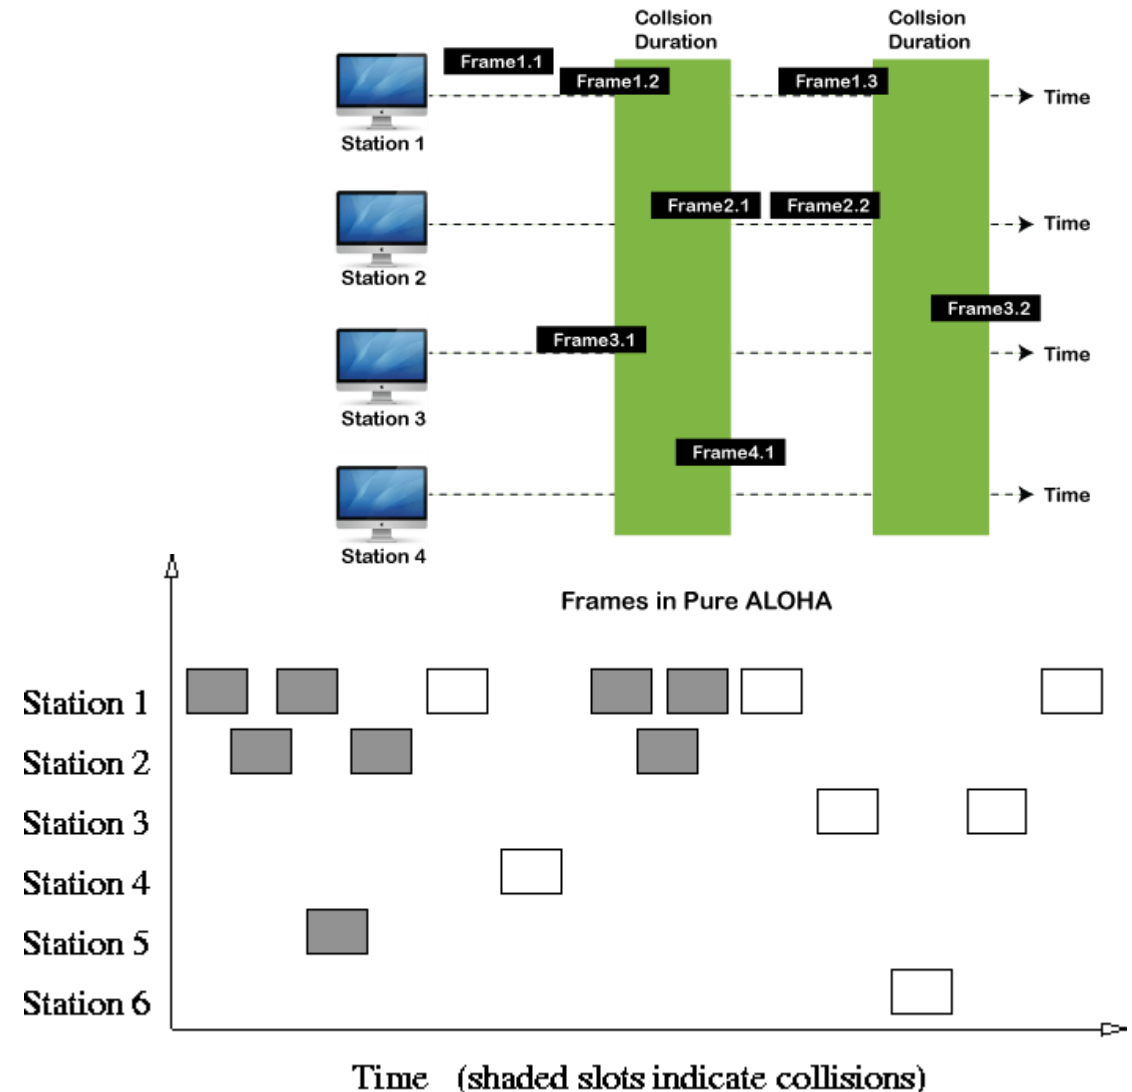 Collsion
Duration
Collsion
Duration
Frame1.1
Frame1.2
Frame1.3
Time
Station 1
Frame2.1
Frame2.2
Time
Station 2
Frame3.2
Frame3.1
Time
Station 3
Frame4.1
Time
Station 4
Frames in Pure ALOHA
Station 1
Station 2
Station 3
Station 4
Station 5
Station 6
Time (shaded slots indicate collisions)